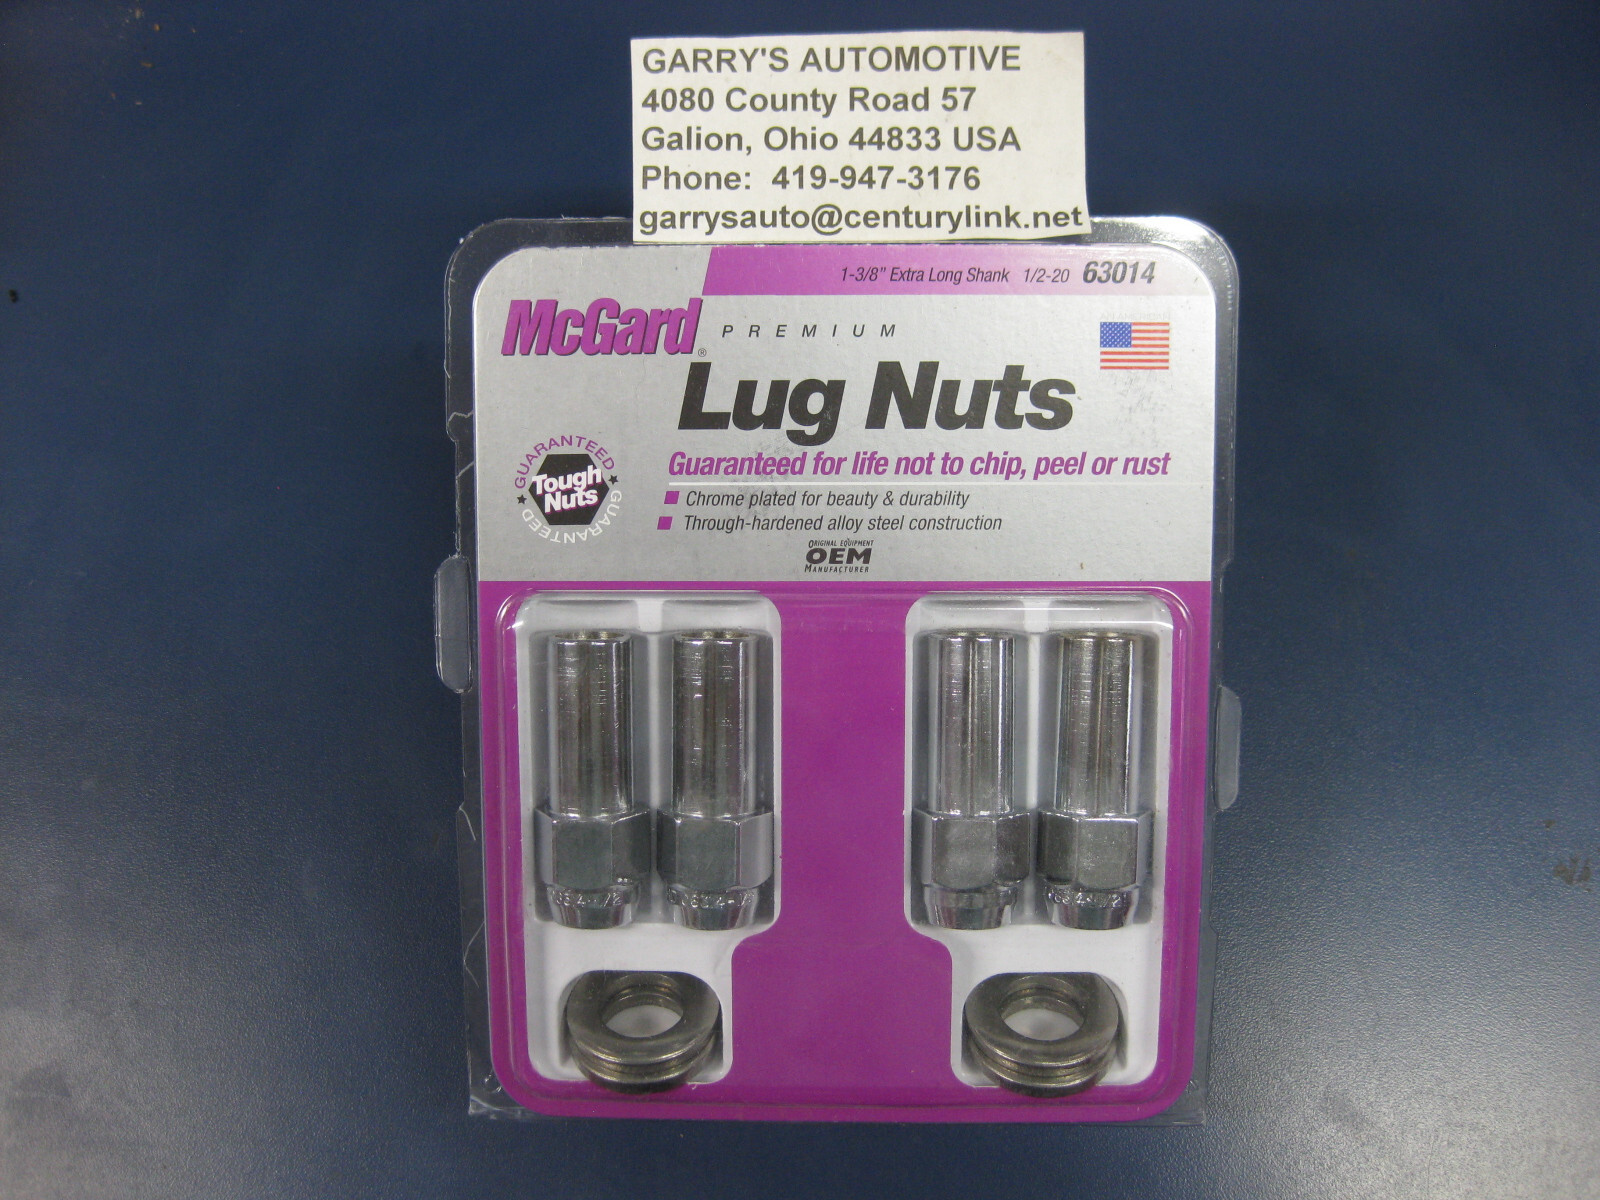 GARRY'S AUTOMOTIVE
4080 County Road 57
Galion, Ohio 44833 USA
Phone: 419-947-3176
garrysauto@centurylink.net
1-3/8" Extra Long Shank 1/2-20 63014
McGard® PREMIUM
Lug Nuts
Guaranteed for life not to chip, peel or rust
GUARANTEED
Tough
Nuts
GUARANTEED
Chrome plated for beauty & durability
Through-hardened alloy steel construction
ORIGINAL EQUIPMENT
OEM
MANUFACTURER